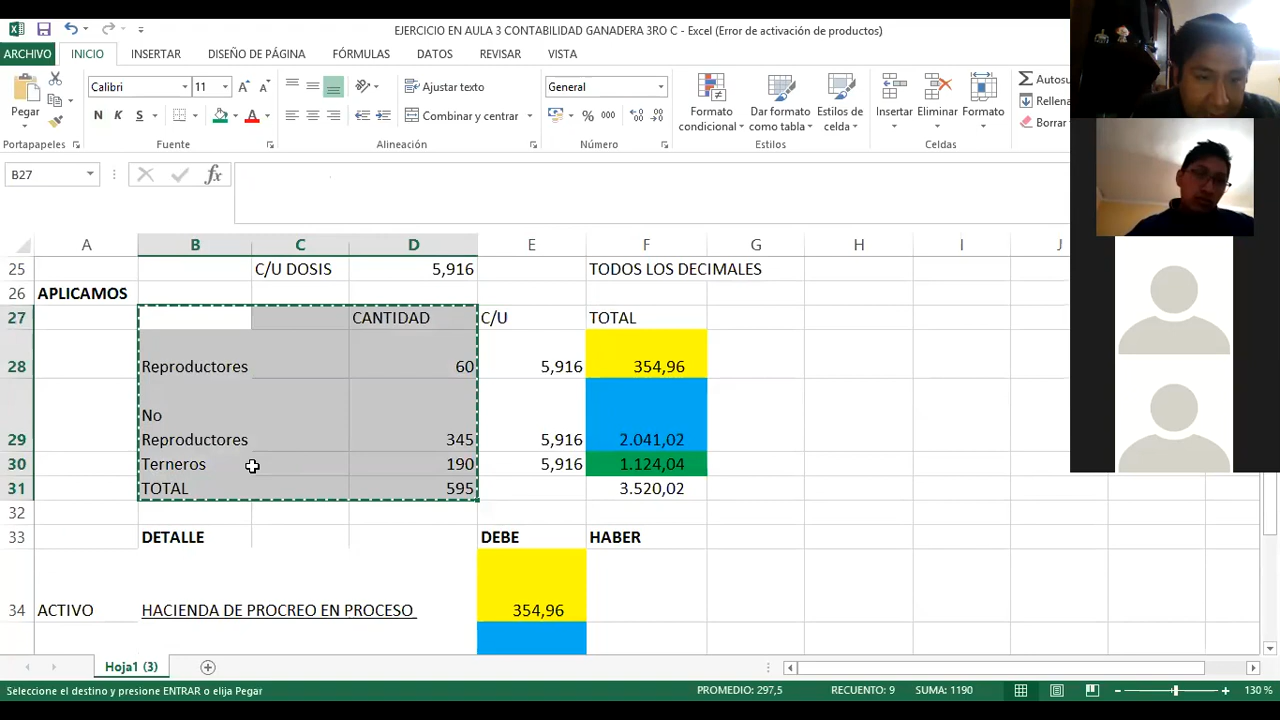 EJERCICIO EN AULA 3 CONTABILIDAD GANADERA 3RO C - Excel (Error de activación de productos)
ARCHIVO INICIO INSERTAR DISEÑO DE PÁGINA FÓRMULAS DATOS REVISAR VISTA
Pegar Calibri 11 A A Ajustar texto General Formato condicional Dar formato como tabla Estilos de celda Insertar Eliminar Formato Autosu
N K S A Combinar y centrar % 000 Rellena
Borrar
Portapapeles Fuente Alineación Número Estilos Celdas
B27 fx
A B C D E F G H I J
25 C/U DOSIS 5,916 TODOS LOS DECIMALES
26 APLICAMOS
27 CANTIDAD C/U TOTAL
28 Reproductores 60 5,916 354,96
No
29 Reproductores 345 5,916 2.041,02
30 Terneros 190 5,916 1.124,04
31 TOTAL 595 3.520,02
32
33 DETALLE DEBE HABER
34 ACTIVO HACIENDA DE PROCREO EN PROCESO 354,96
Hoja1 (3)
Seleccione el destino y presione ENTRAR o elija Pegar PROMEDIO: 297,5 RECUENTO: 9 SUMA: 1190 130 %